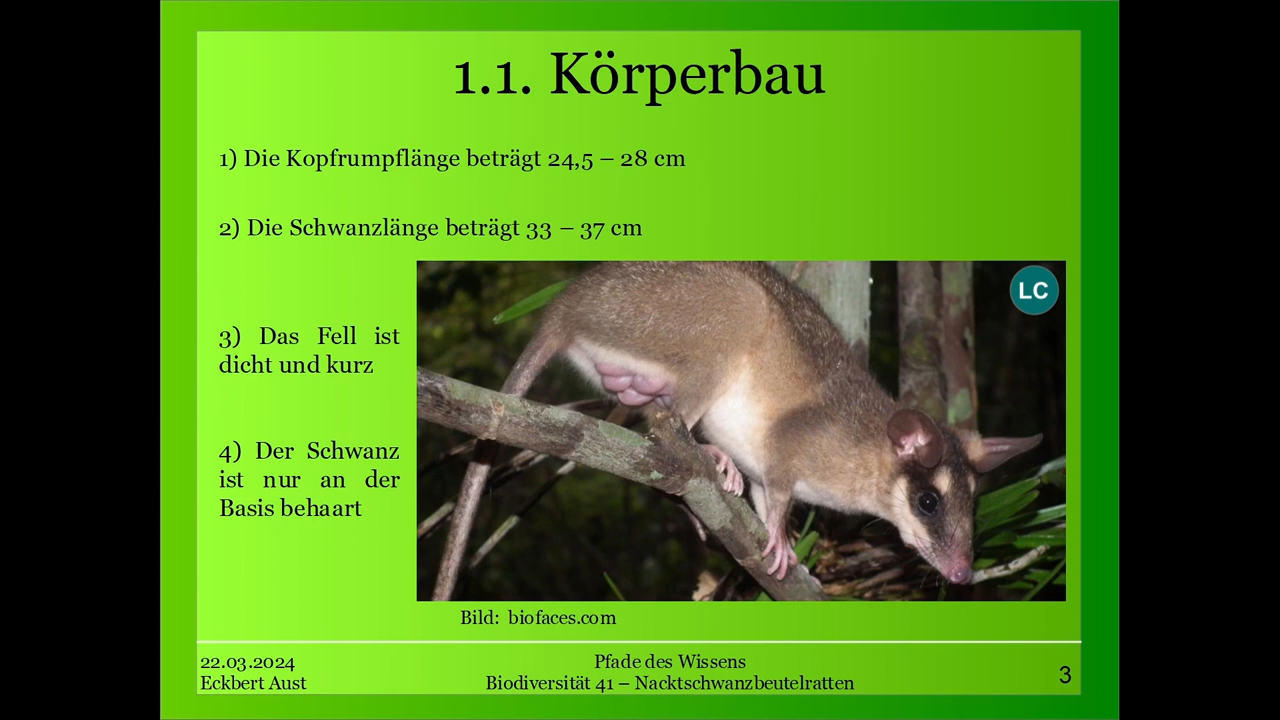 1.1. Körperbau
1) Die Kopfrumpflänge beträgt 24,5 – 28 cm
2) Die Schwanzlänge beträgt 33 – 37 cm
3) Das Fell ist
dicht und kurz
4) Der Schwanz
ist nur an der
Basis behaart
LC
Bild: biofaces.com
22.03.2024
Eckbert Aust
Pfade des Wissens
Biodiversität 41 – Nacktschwanzbeutelratten
3